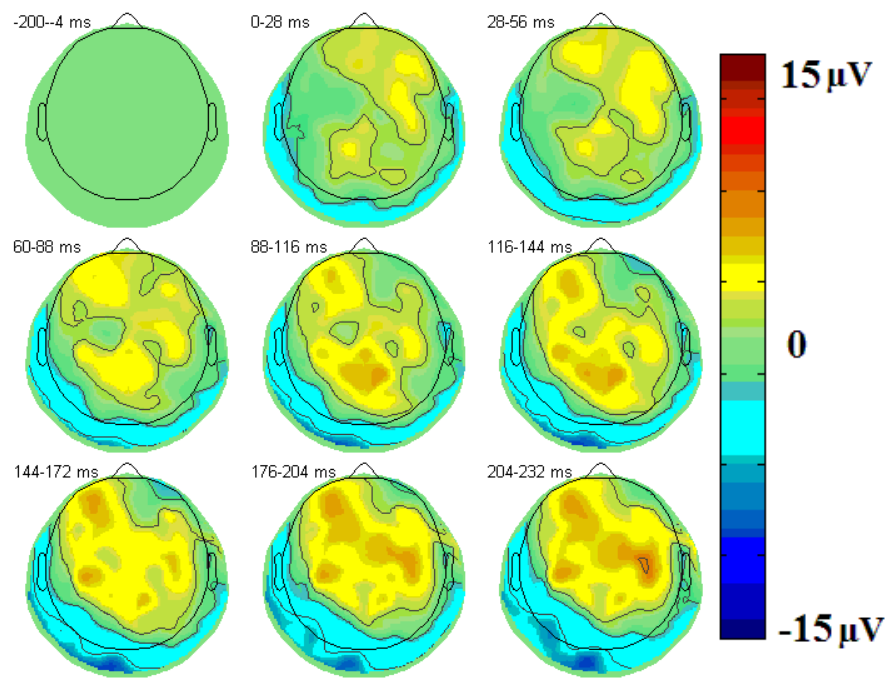 -200--4 ms
0-28 ms
28-56 ms
15 µV
60-88 ms
88-116 ms
116-144 ms
0
144-172 ms
176-204 ms
204-232 ms
-15 µV